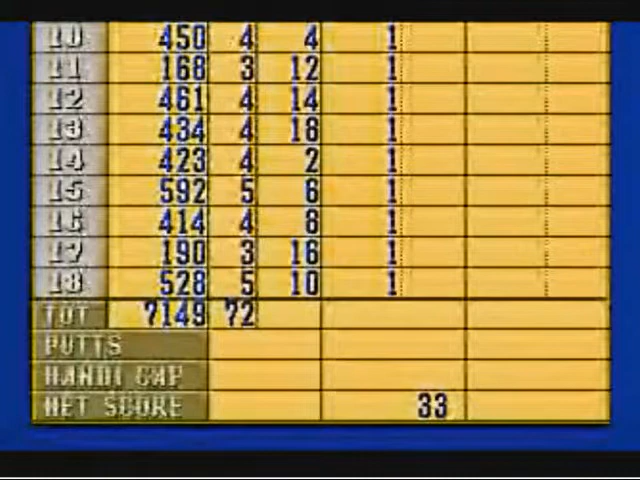 10 450 4 4 1
11 168 3 12 1
12 461 4 14 1
13 434 4 18 1
14 423 4 2 1
15 592 5 6 1
16 414 4 8 1
17 190 3 16 1
18 528 5 10 1
TOT 7149 72
PUTTS
HANDI CAP
NET SCORE 33